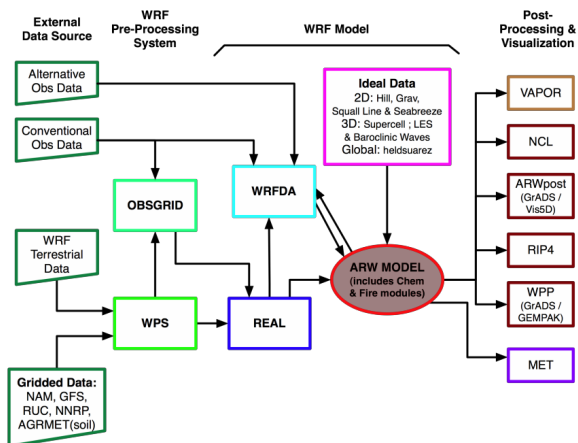 External
Data Source
WRF
Pre-Processing
System
WRF Model
Post-
Processing &
Visualization
Alternative
Obs Data
Conventional
Obs Data
WRF
Terrestrial
Data
Gridded Data:
NAM, GFS,
RUC, NNRP,
AGRMET(soil)
OBSGRID
WPS
WRFDA
REAL
Ideal Data
2D: Hill, Grav,
Squall Line & Seabreeze
3D: Supercell ; LES
& Baroclinic Waves
Global: heldsuarez
ARW MODEL
(includes Chem
& Fire modules)
VAPOR
NCL
ARWpost
(GrADS /
Vis5D)
RIP4
WPP
(GrADS /
GEMPAK)
MET